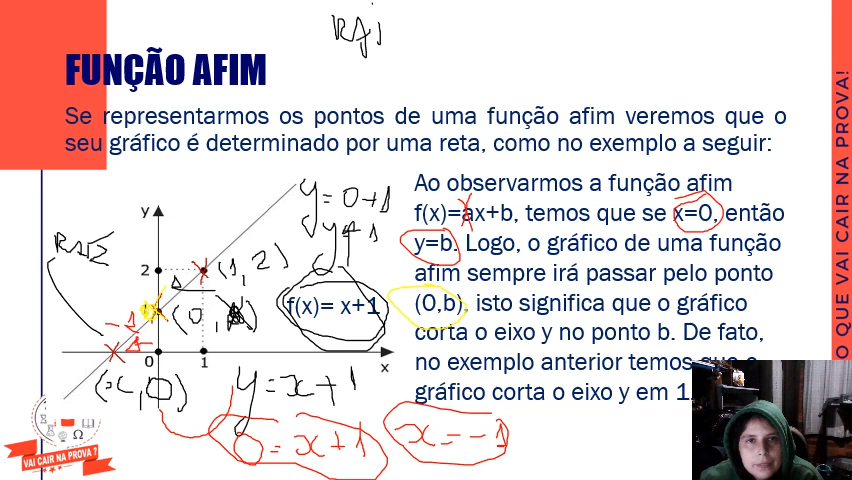 RAI
FUNÇÃO AFIM
Se representarmos os pontos de uma função afim veremos que o
seu gráfico é determinado por uma reta, como no exemplo a seguir:
Ao observarmos a função afim
f(x)=ax+b, temos que se x=0, então
y=b. Logo, o gráfico de uma função
afim sempre irá passar pelo ponto
(0,b), isto significa que o gráfico
corta o eixo y no ponto b. De fato,
no exemplo anterior temos que o
gráfico corta o eixo y em 1.
y
y = 0+1
y = 1
RAIZ
2
(1, 2)
f(x)= x+1
-1
0
1
x
(x, 0)
y = x + 1
0 = x + 1
x = -1
VAI CAIR NA PROVA ?
O QUE VAI CAIR NA PROVA!